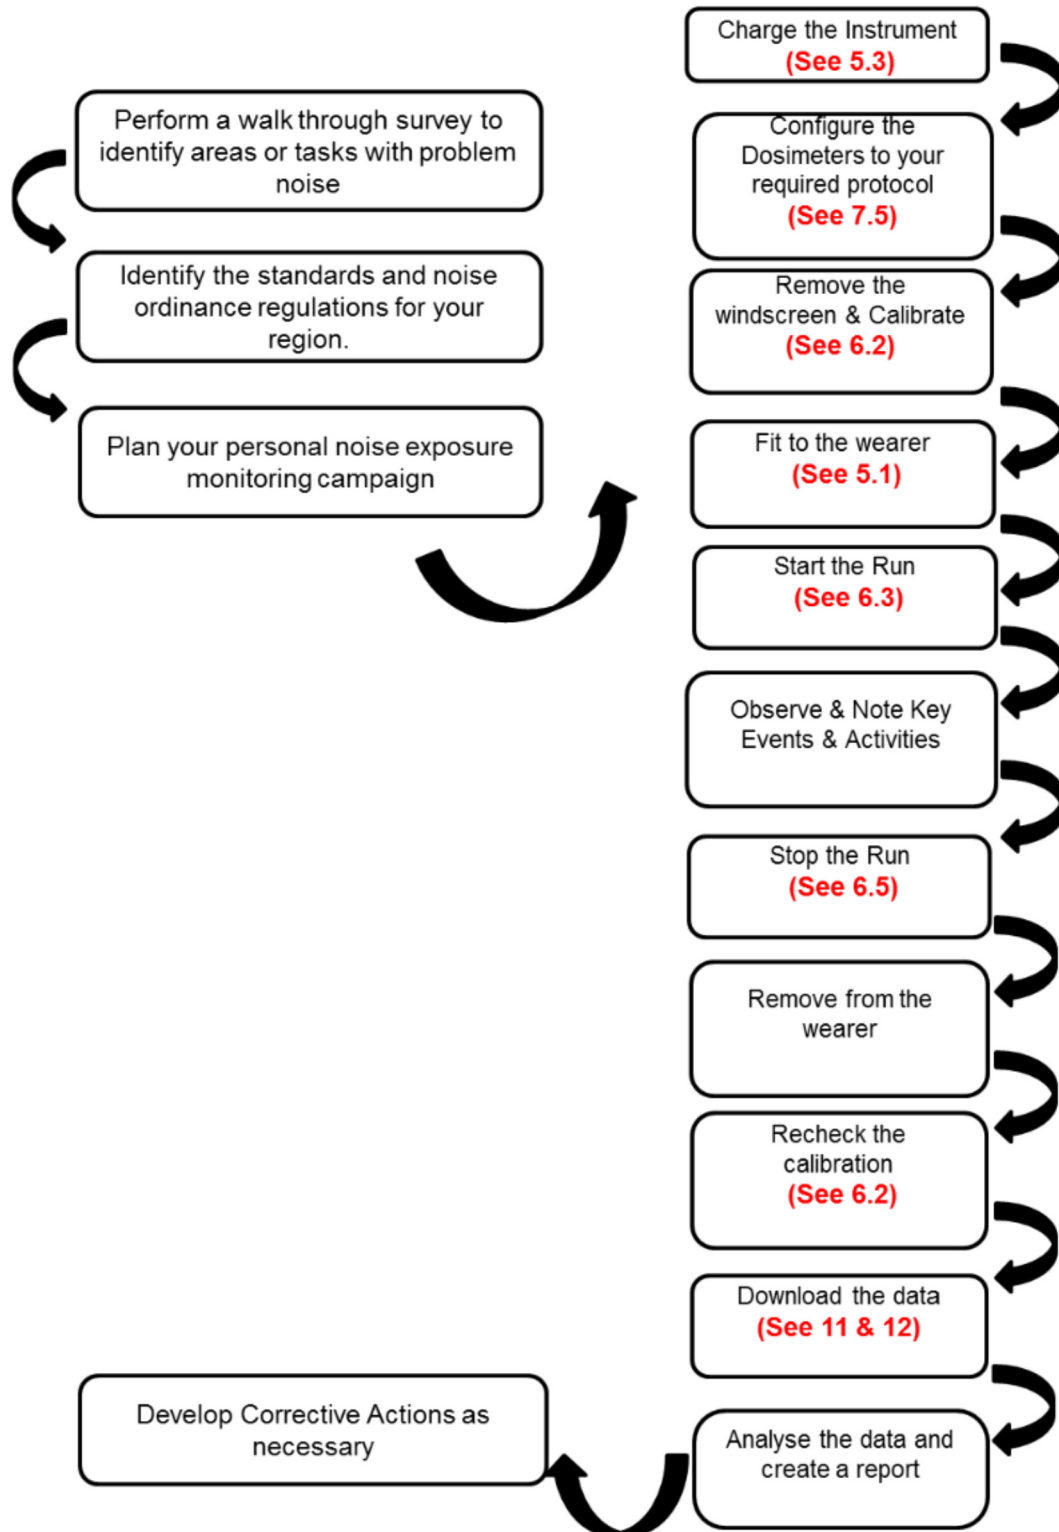 Perform a walk through survey to
identify areas or tasks with problem
noise
Identify the standards and noise
ordinance regulations for your
region.
Plan your personal noise exposure
monitoring campaign
Charge the Instrument
(See 5.3)
Configure the
Dosimeters to your
required protocol
(See 7.5)
Remove the
windscreen & Calibrate
(See 6.2)
Fit to the wearer
(See 5.1)
Start the Run
(See 6.3)
Observe & Note Key
Events & Activities
Stop the Run
(See 6.5)
Remove from the
wearer
Recheck the
calibration
(See 6.2)
Download the data
(See 11 & 12)
Analyse the data and
create a report
Develop Corrective Actions as
necessary